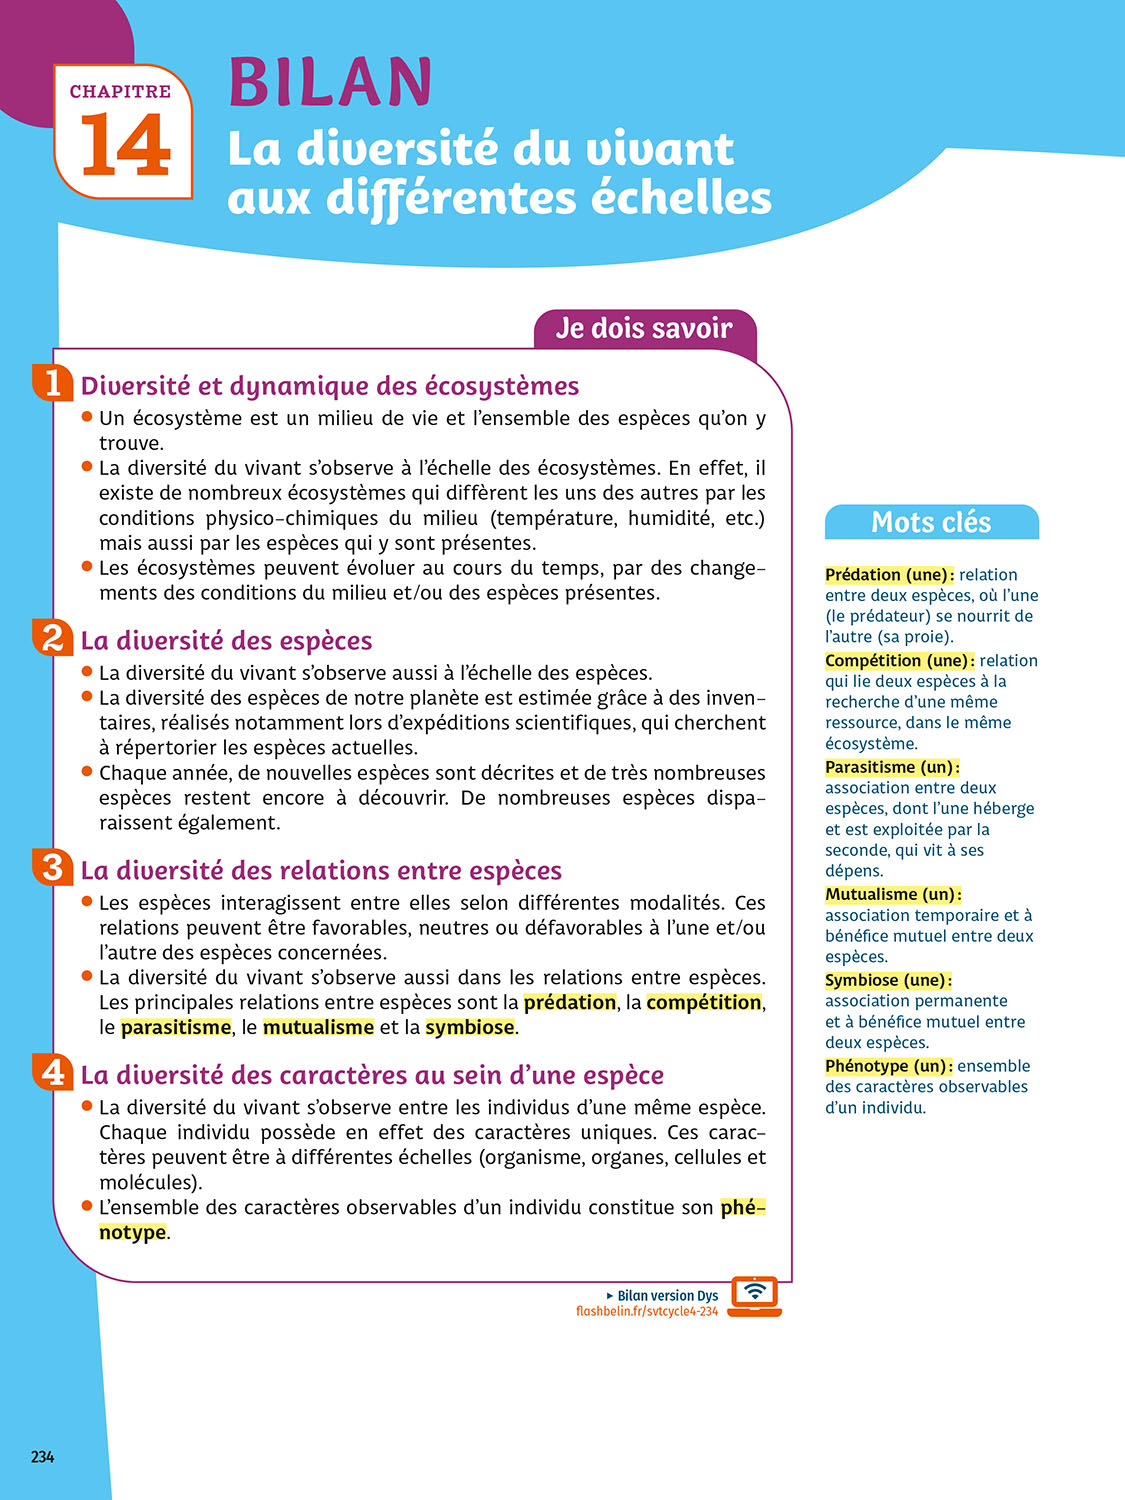 CHAPITRE
14
BILAN
La diversité du vivant
aux différentes échelles
Je dois savoir
1 Diversité et dynamique des écosystèmes
• Un écosystème est un milieu de vie et l'ensemble des espèces qu'on y
trouve.
• La diversité du vivant s'observe à l'échelle des écosystèmes. En effet, il
existe de nombreux écosystèmes qui diffèrent les uns des autres par les
conditions physico-chimiques du milieu (température, humidité, etc.)
mais aussi par les espèces qui y sont présentes.
• Les écosystèmes peuvent évoluer au cours du temps, par des change-
ments des conditions du milieu et/ou des espèces présentes.
2 La diversité des espèces
• La diversité du vivant s'observe aussi à l'échelle des espèces.
• La diversité des espèces de notre planète est estimée grâce à des inven-
taires, réalisés notamment lors d'expéditions scientifiques, qui cherchent
à répertorier les espèces actuelles.
• Chaque année, de nouvelles espèces sont décrites et de très nombreuses
espèces restent encore à découvrir. De nombreuses espèces dispa-
raissent également.
3 La diversité des relations entre espèces
• Les espèces interagissent entre elles selon différentes modalités. Ces
relations peuvent être favorables, neutres ou défavorables à l'une et/ou
l'autre des espèces concernées.
• La diversité du vivant s'observe aussi dans les relations entre espèces.
Les principales relations entre espèces sont la prédation, la compétition,
le parasitisme, le mutualisme et la symbiose.
4 La diversité des caractères au sein d'une espèce
• La diversité du vivant s'observe entre les individus d'une même espèce.
Chaque individu possède en effet des caractères uniques. Ces carac-
tères peuvent être à différentes échelles (organisme, organes, cellules et
molécules).
• L'ensemble des caractères observables d'un individu constitue son phé-
notype.
▸ Bilan version Dys
flashbelin.fr/svtcycle4-234
Mots clés
Prédation (une) : relation
entre deux espèces, où l'une
(le prédateur) se nourrit de
l'autre (sa proie).
Compétition (une) : relation
qui lie deux espèces à la
recherche d'une même
ressource, dans le même
écosystème.
Parasitisme (un) :
association entre deux
espèces, dont l'une héberge
et est exploitée par la
seconde, qui vit à ses
dépens.
Mutualisme (un) :
association temporaire et à
bénéfice mutuel entre deux
espèces.
Symbiose (une) :
association permanente
et à bénéfice mutuel entre
deux espèces.
Phénotype (un) : ensemble
des caractères observables
d'un individu.
234